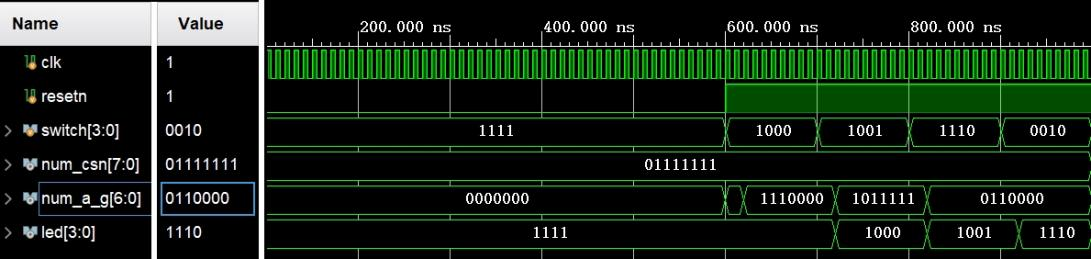 Name Value 200.000 ns 400.000 ns 600.000 ns 800.000 ns
clk 1
resetn 1
switch[3:0] 0010 1111 1000 1001 1110 0010
num_csn[7:0] 01111111 01111111
num_a_g[6:0] 0110000 0000000 1110000 1011111 0110000
led[3:0] 1110 1111 1000 1001 1110